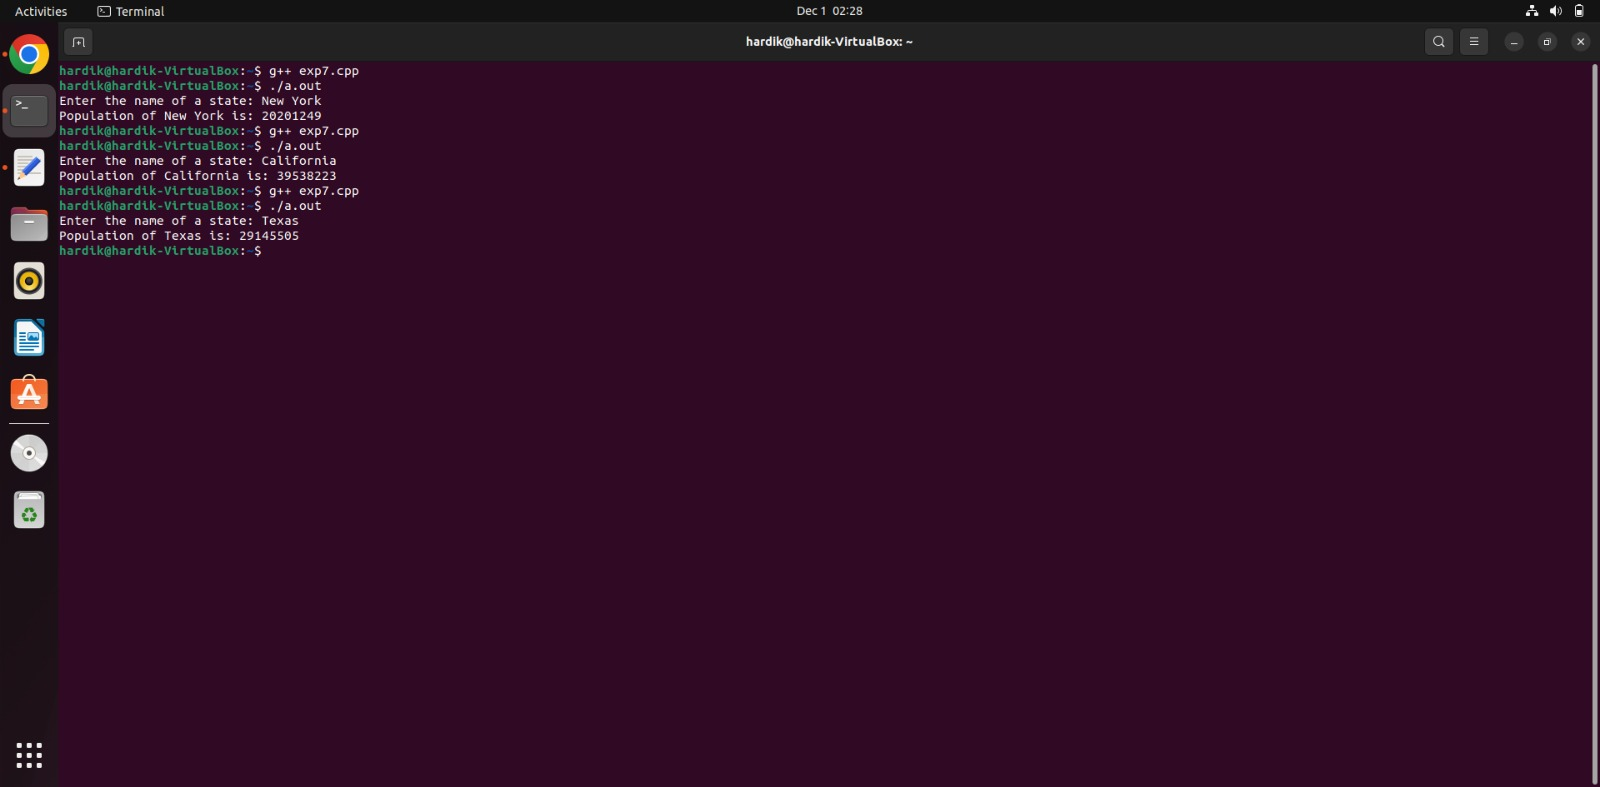 Activities Terminal Dec 1 02:28
hardik@hardik-VirtualBox: ~
hardik@hardik-VirtualBox:~$ g++ exp7.cpp
hardik@hardik-VirtualBox:~$ ./a.out
Enter the name of a state: New York
Population of New York is: 20201249
hardik@hardik-VirtualBox:~$ g++ exp7.cpp
hardik@hardik-VirtualBox:~$ ./a.out
Enter the name of a state: California
Population of California is: 39538223
hardik@hardik-VirtualBox:~$ g++ exp7.cpp
hardik@hardik-VirtualBox:~$ ./a.out
Enter the name of a state: Texas
Population of Texas is: 29145505
hardik@hardik-VirtualBox:~$